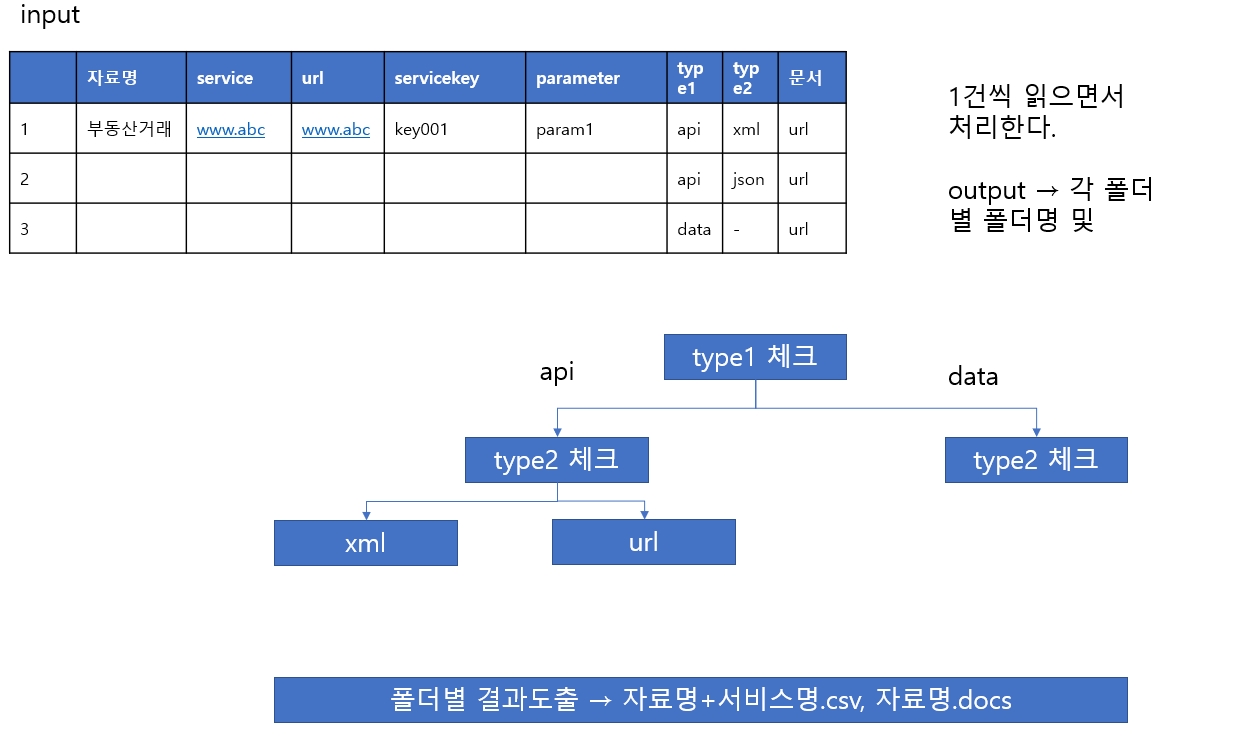 input
자료명 service url servicekey parameter typ e1 typ e2 문서
1 부동산거래 www.abc www.abc key001 param1 api xml url
2 api json url
3 data - url
1건씩 읽으면서
처리한다.
output → 각 폴더
별 폴더명 및
type1 체크
api
data
type2 체크
type2 체크
xml
url
폴더별 결과도출 → 자료명+서비스명.csv, 자료명.docs